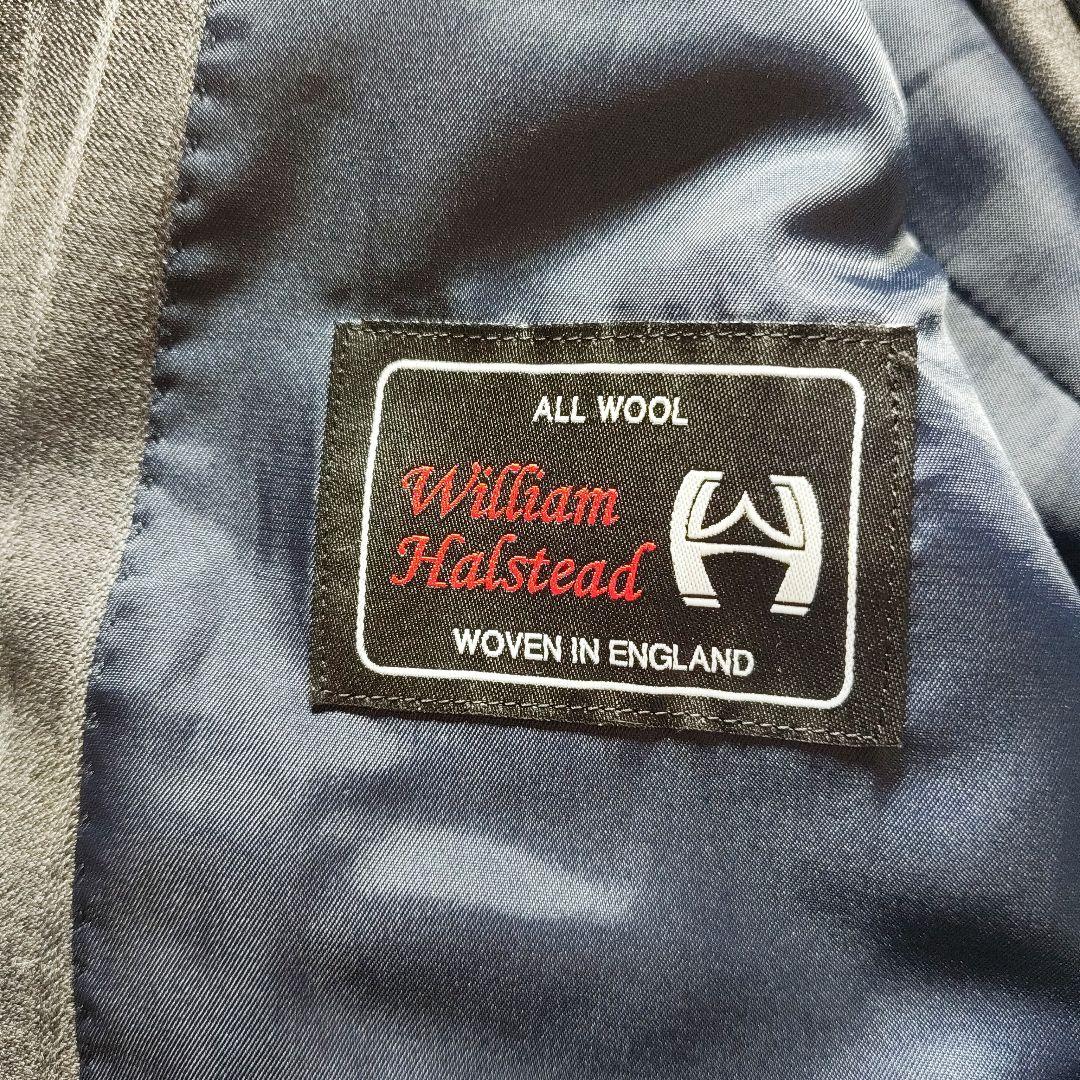 ALL WOOL
William
Halstead
WOVEN IN ENGLAND